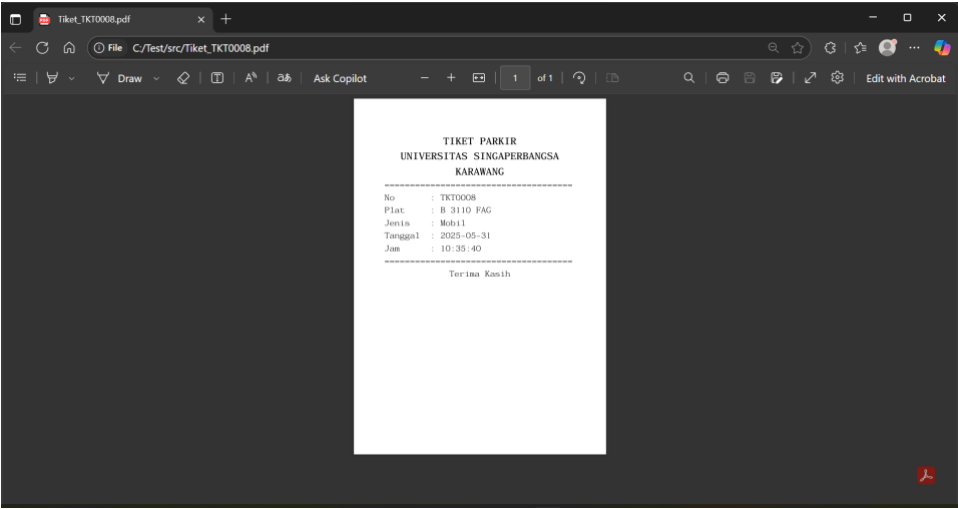 Tiket_TKT0008.pdf
File C:/Test/src/Tiket_TKT0008.pdf
Draw aあ Ask Copilot 1 of 1 Edit with Acrobat
TIKET PARKIR
UNIVERSITAS SINGAPERBANGSA
KARAWANG
=====================================
No : TKT0008
Plat : B 3110 FAG
Jenis : Mobil
Tanggal : 2025-05-31
Jam : 10:35:40
=====================================
Terima Kasih